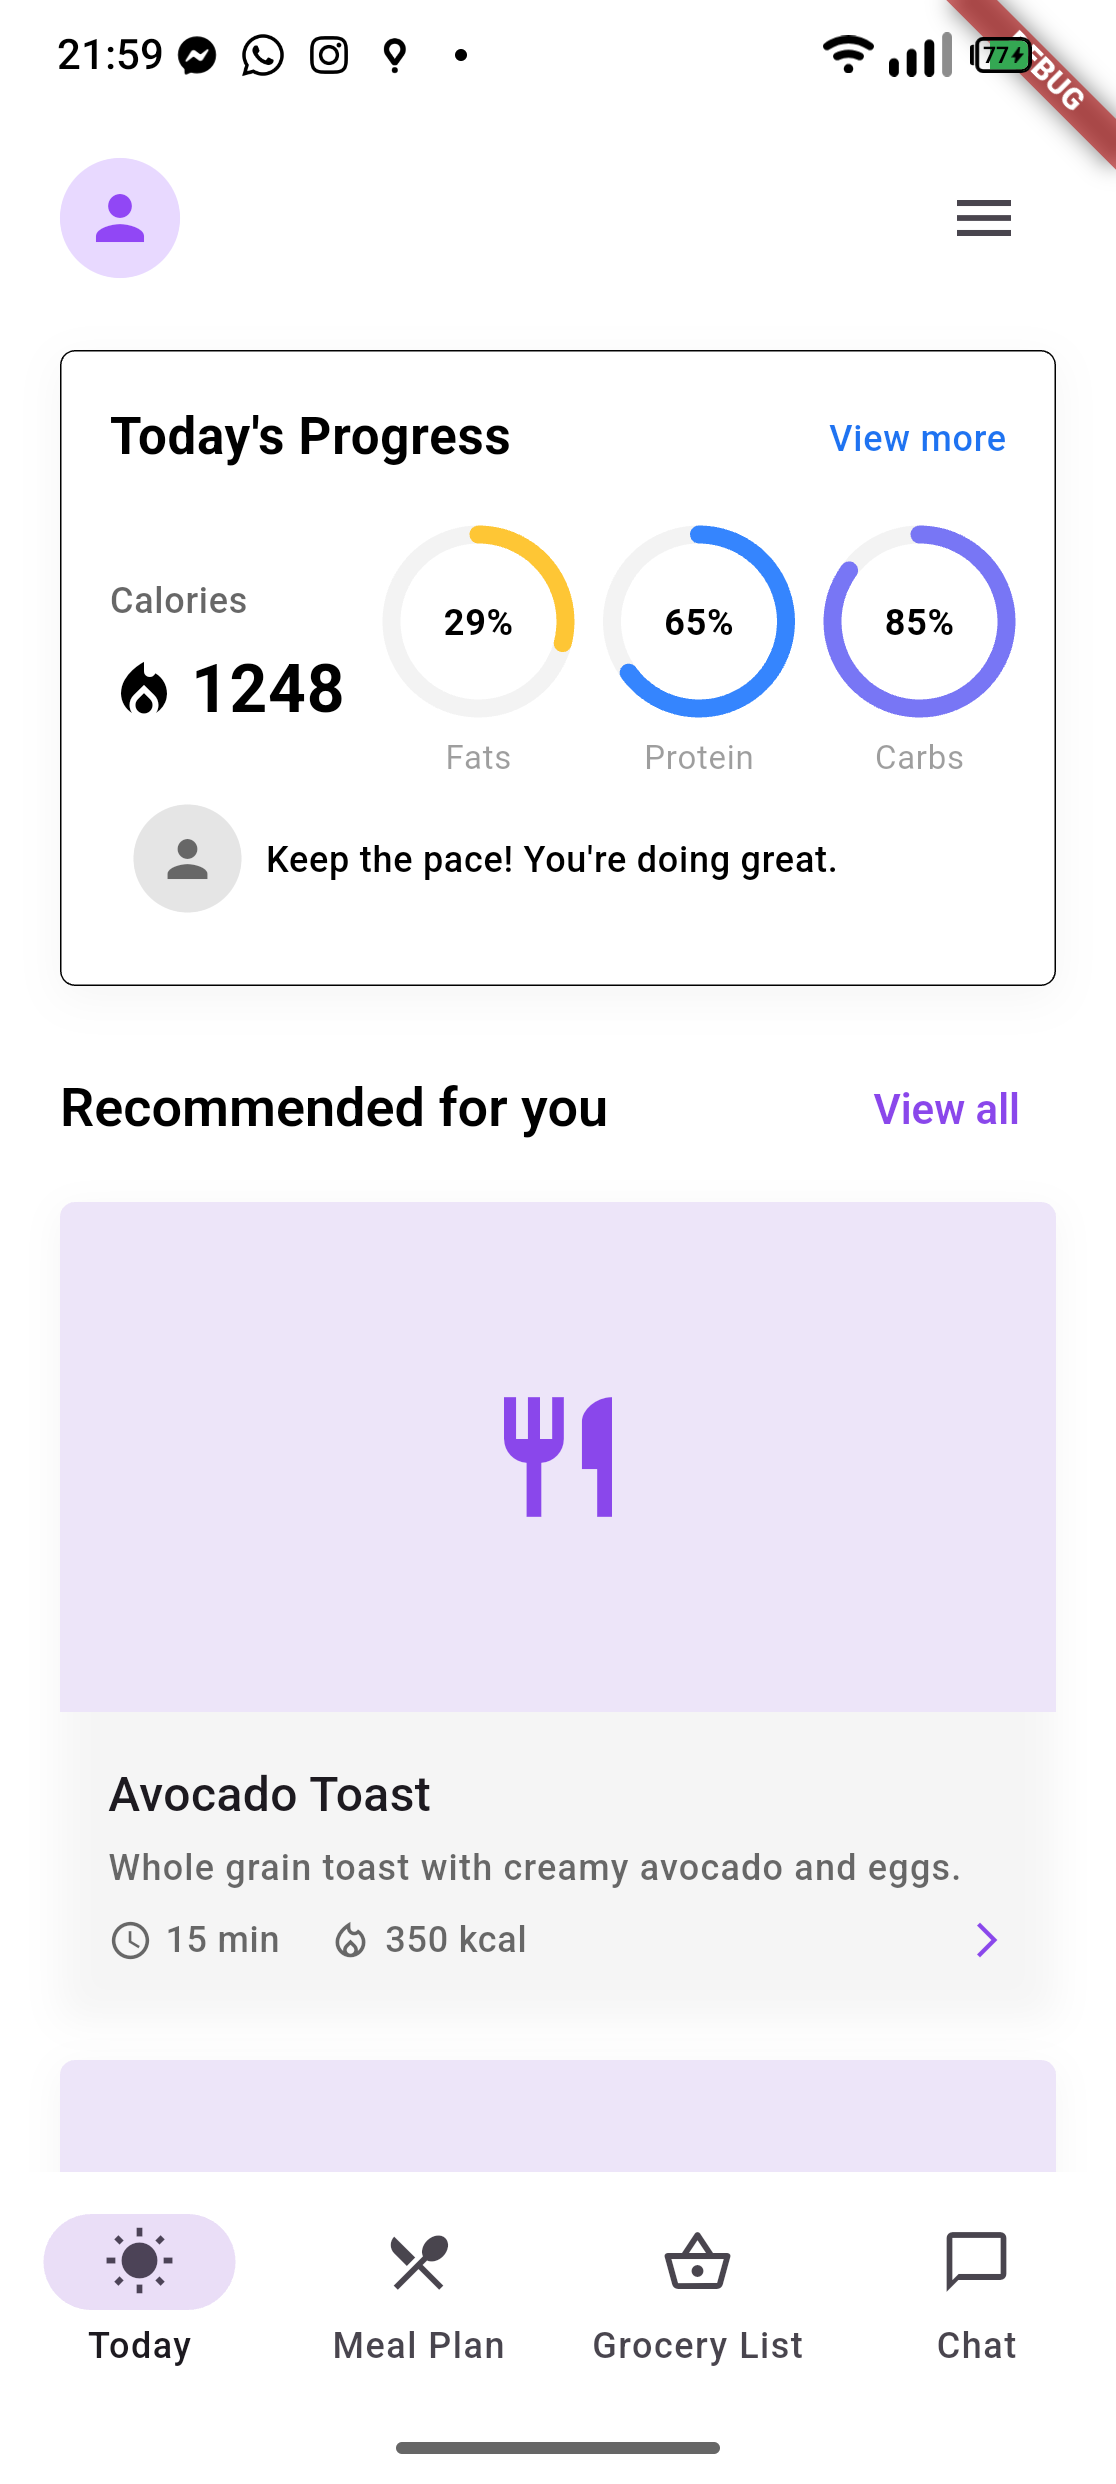 21:59
77
DEBUG
Today's Progress
View more
Calories
1248
29%
65%
85%
Fats
Protein
Carbs
Keep the pace! You're doing great.
Recommended for you
View all
Avocado Toast
Whole grain toast with creamy avocado and eggs.
15 min
350 kcal
Today
Meal Plan
Grocery List
Chat